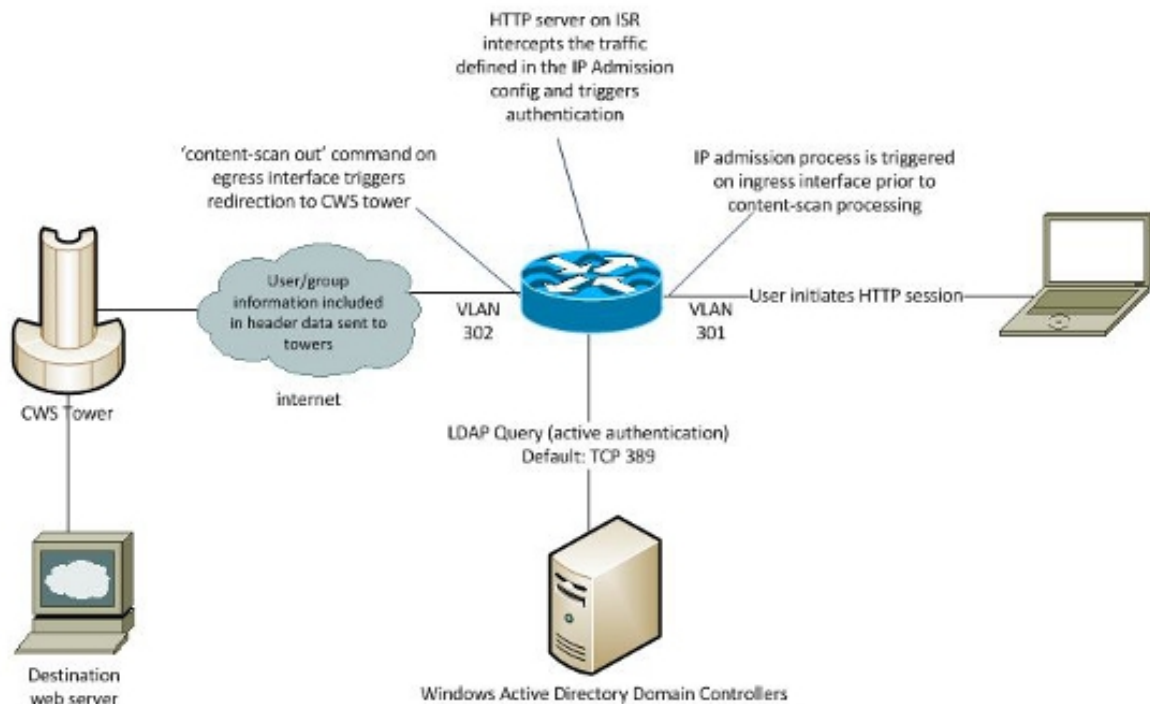 HTTP server on ISR
intercepts the traffic
defined in the IP Admission
config and triggers
authentication
'content-scan out' command on
egress interface triggers
redirection to CWS tower
IP admission process is triggered
on ingress interface prior to
content-scan processing
User/group
information included
in header data sent to
towers
VLAN
302
VLAN
301
User initiates HTTP session
internet
CWS Tower
LDAP Query (active authentication)
Default: TCP 389
Destination
web server
Windows Active Directory Domain Controllers